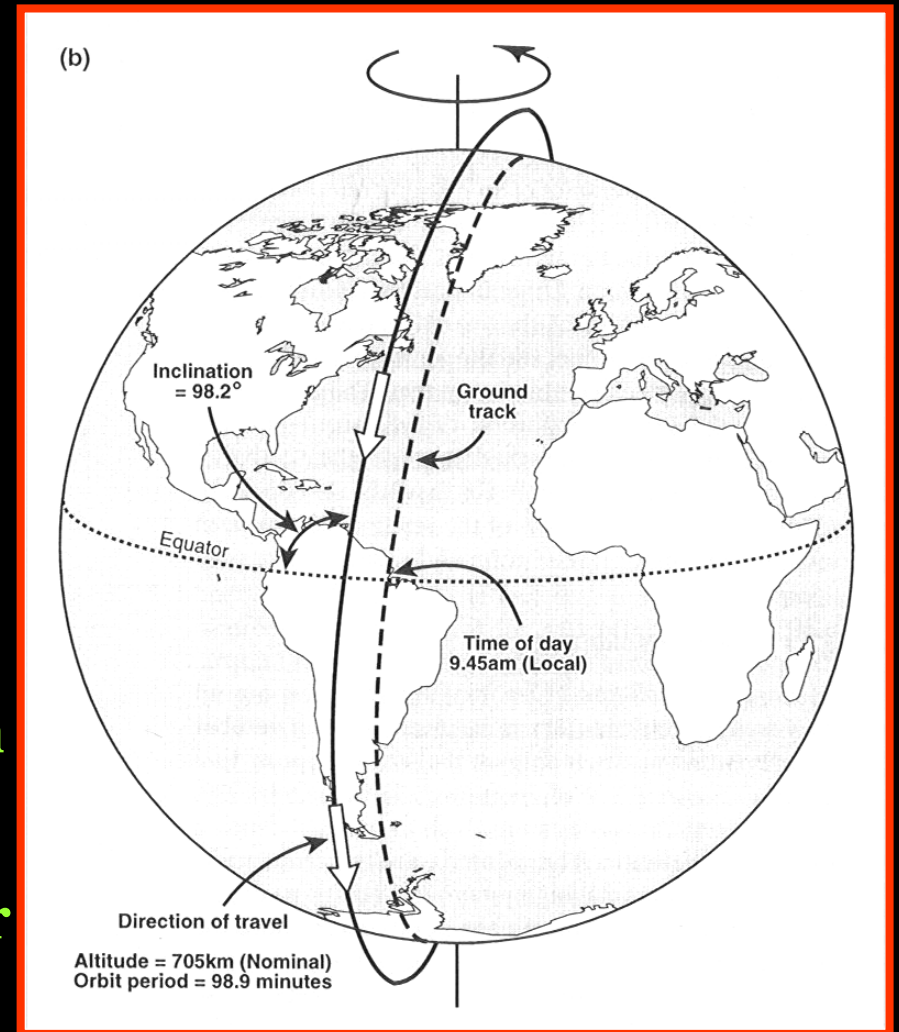 (b)
Inclination
= 98.2°
Ground
track
Equator
Time of day
9.45am (Local)
Direction of travel
Altitude = 705km (Nominal)
Orbit period = 98.9 minutes